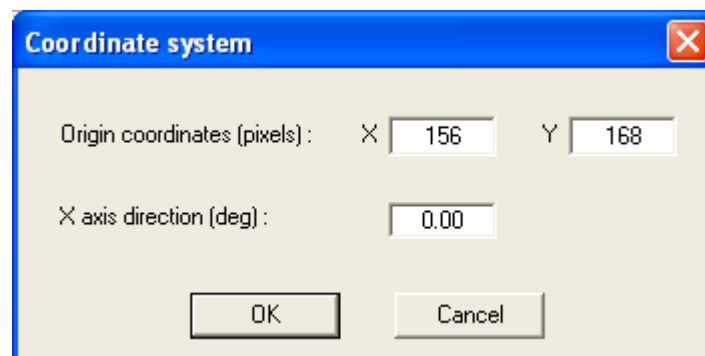 Coordinate system
Origin coordinates (pixels) : X 156 Y 168
X axis direction (deg) : 0.00
OK Cancel